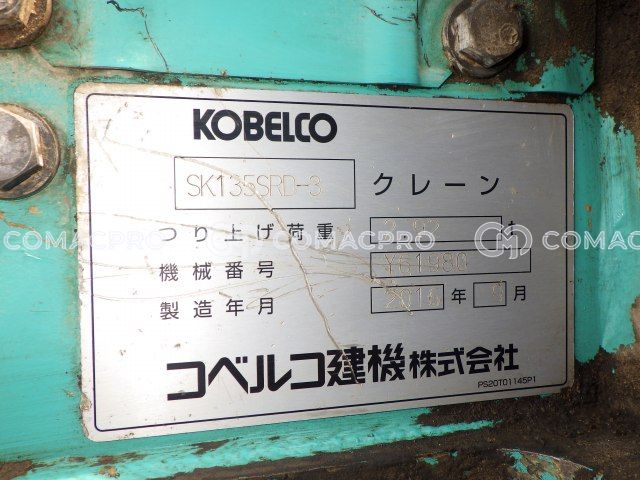 KOBELCO
SK135SRD-3 クレーン
つり上げ荷重 t
機械番号
製造年月 2016 年 月
コベルコ建機株式会社
PS20T01145P1
COMACPRO COMACPRO COMACPRO